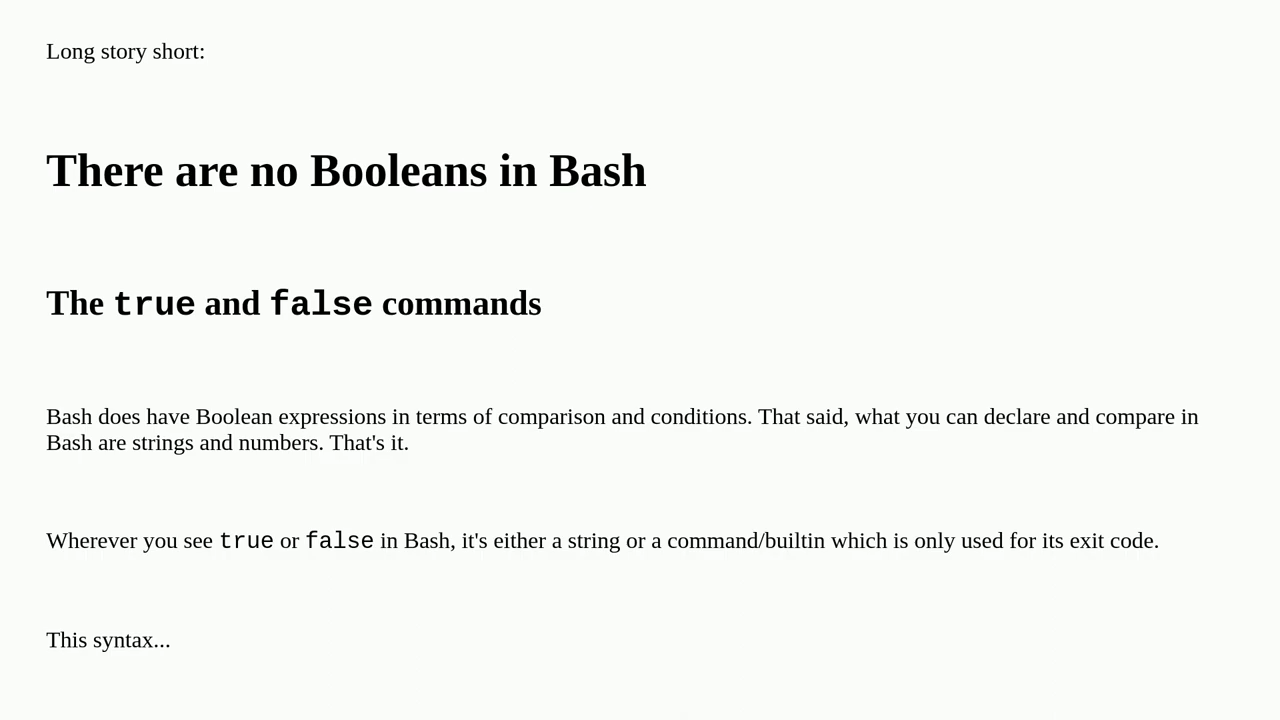 Long story short:
There are no Booleans in Bash
The true and false commands
Bash does have Boolean expressions in terms of comparison and conditions. That said, what you can declare and compare in
Bash are strings and numbers. That's it.
Wherever you see true or false in Bash, it's either a string or a command/builtin which is only used for its exit code.
This syntax...